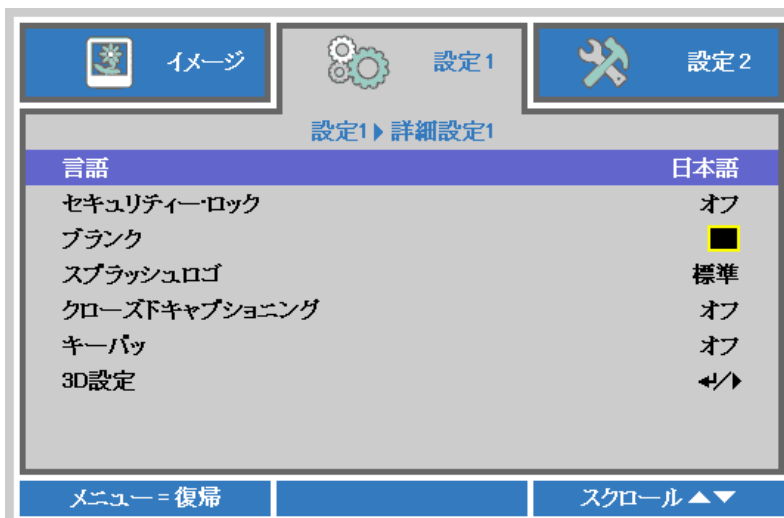 イメージ 設定1 設定2
設定1▶詳細設定1
言語 日本語
セキュリティー・ロック オフ
ブランク
スプラッシュロゴ 標準
クローズドキャプショニング オフ
キーパッ オフ
3D設定 ↵/▶
メニュー=復帰 スクロール▲▼